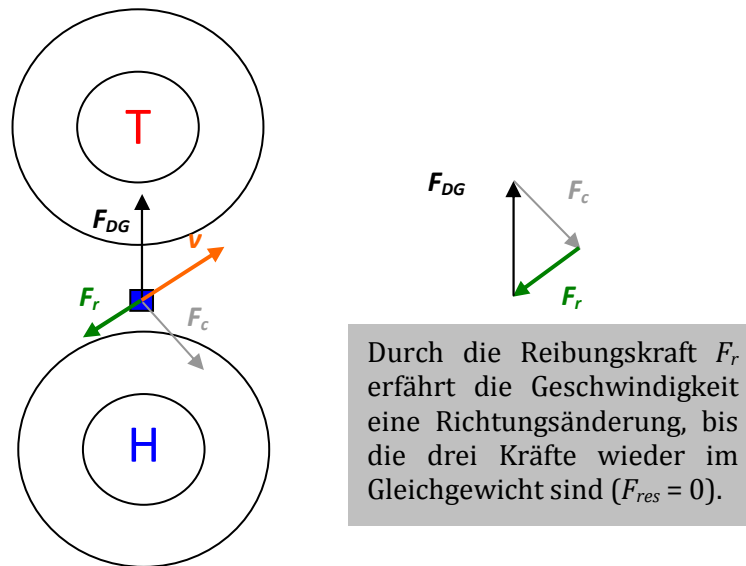 T
F_DG
v
F_r
F_c
H
F_DG
F_c
F_r
Durch die Reibungskraft F_r
erfährt die Geschwindigkeit
eine Richtungsänderung, bis
die drei Kräfte wieder im
Gleichgewicht sind (F_res = 0).